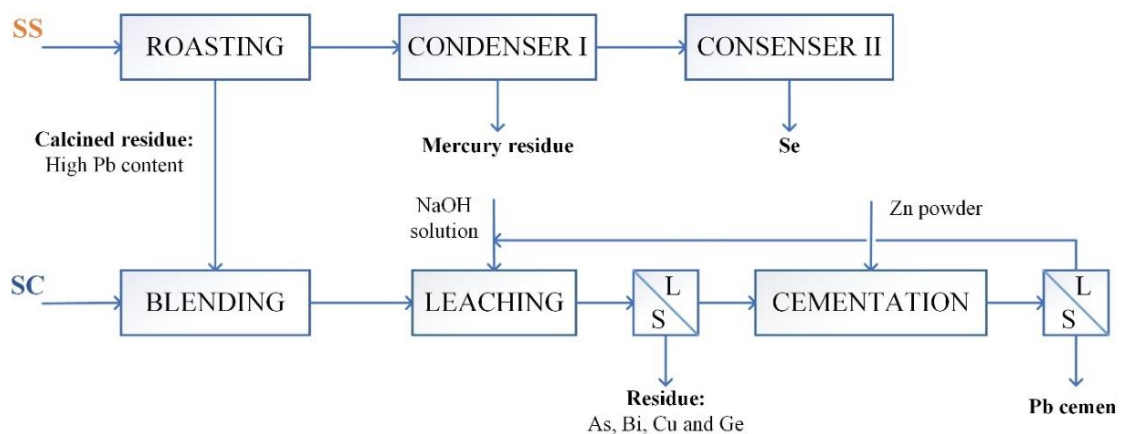 SS
ROASTING
CONDENSER I
CONSENSER II
Calcined residue:
High Pb content
Mercury residue
Se
NaOH
solution
Zn powder
SC
BLENDING
LEACHING
L
S
CEMENTATION
L
S
Residue:
As, Bi, Cu and Ge
Pb cemen